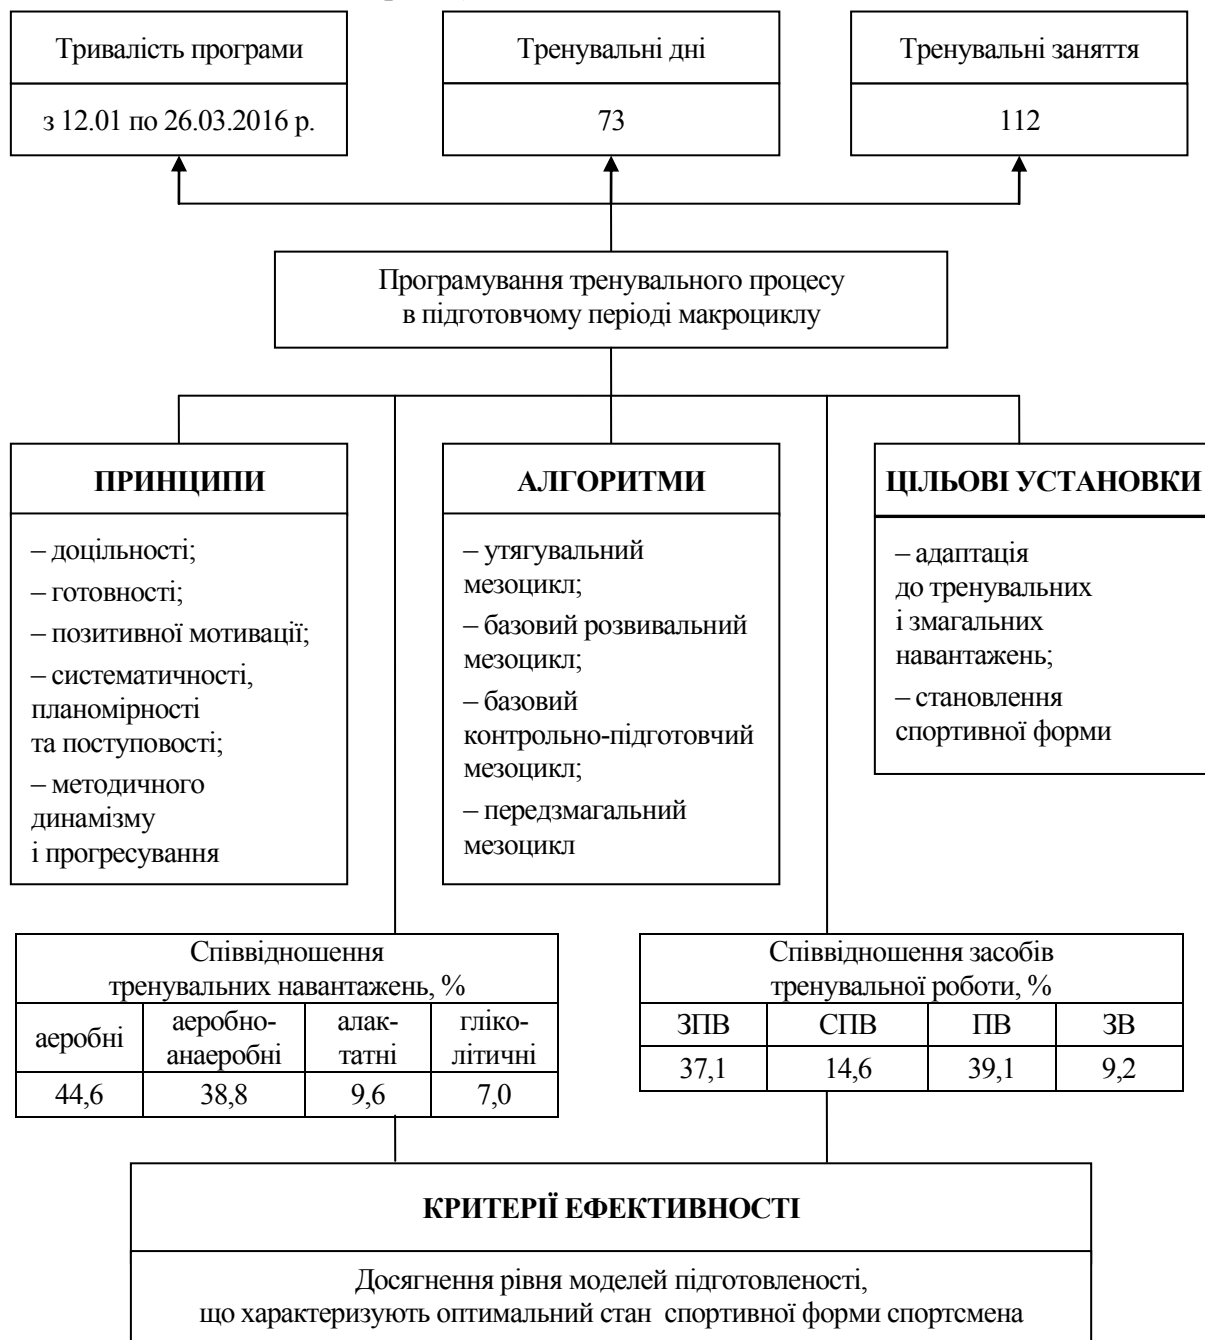 Тривалість програми
з 12.01 по 26.03.2016 р.
Тренувальні дні
73
Тренувальні заняття
112
Програмування тренувального процесу
в підготовчому періоді макроциклу
ПРИНЦИПИ
– доцільності;
– готовності;
– позитивної мотивації;
– систематичності,
планомірності
та поступовості;
– методичного
динамізму
і прогресування
АЛГОРИТМИ
– утягувальний
мезоцикл;
– базовий розвивальний
мезоцикл;
– базовий
контрольно-підготовчий
мезоцикл;
– передзмагальний
мезоцикл
ЦІЛЬОВІ УСТАНОВКИ
– адаптація
до тренувальних
і змагальних
навантажень;
– становлення
спортивної форми
Співвідношення
тренувальних навантажень, %
аеробні
аеробно-
анаеробні
алак-
татні
гліко-
літичні
44,6 38,8 9,6 7,0
Співвідношення засобів
тренувальної роботи, %
ЗПВ СПВ ПВ ЗВ
37,1 14,6 39,1 9,2
КРИТЕРІЇ ЕФЕКТИВНОСТІ
Досягнення рівня моделей підготовленості,
що характеризують оптимальний стан спортивної форми спортсмена